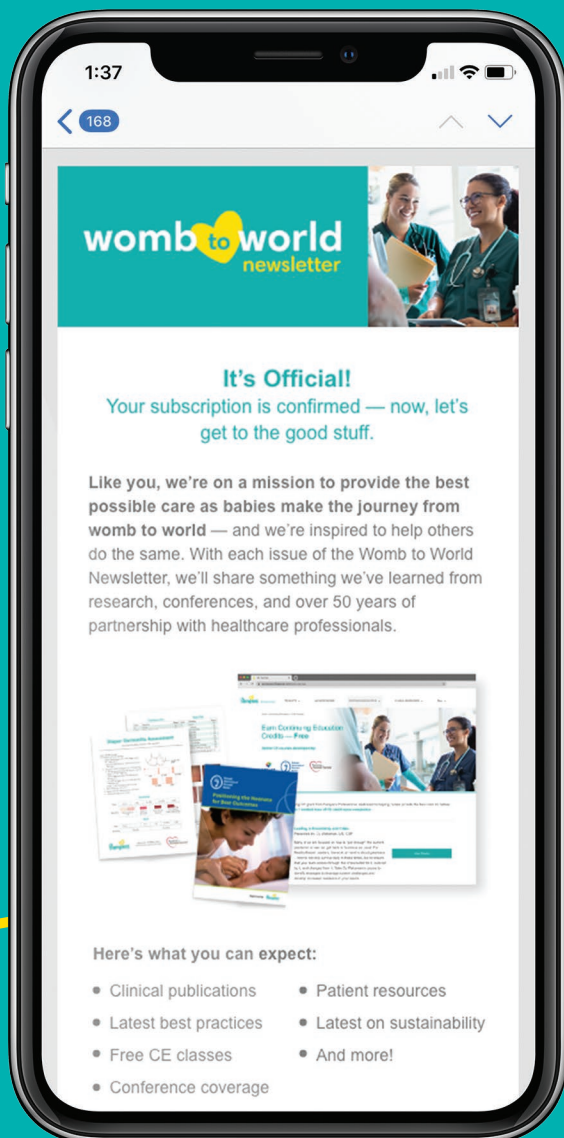 1:37
168
womb to world
newsletter
It's Official!
Your subscription is confirmed — now, let's
get to the good stuff.
Like you, we're on a mission to provide the best
possible care as babies make the journey from
womb to world — and we're inspired to help others
do the same. With each issue of the Womb to World
Newsletter, we'll share something we've learned from
research, conferences, and over 50 years of
partnership with healthcare professionals.
Pampers
Earn Continuing Education
Credits — Free
Diaper Dermatitis Assessment
Positioning the Neonate
for Best Outcomes
Pampers
Here's what you can expect:
• Clinical publications
• Latest best practices
• Free CE classes
• Conference coverage
• Patient resources
• Latest on sustainability
• And more!